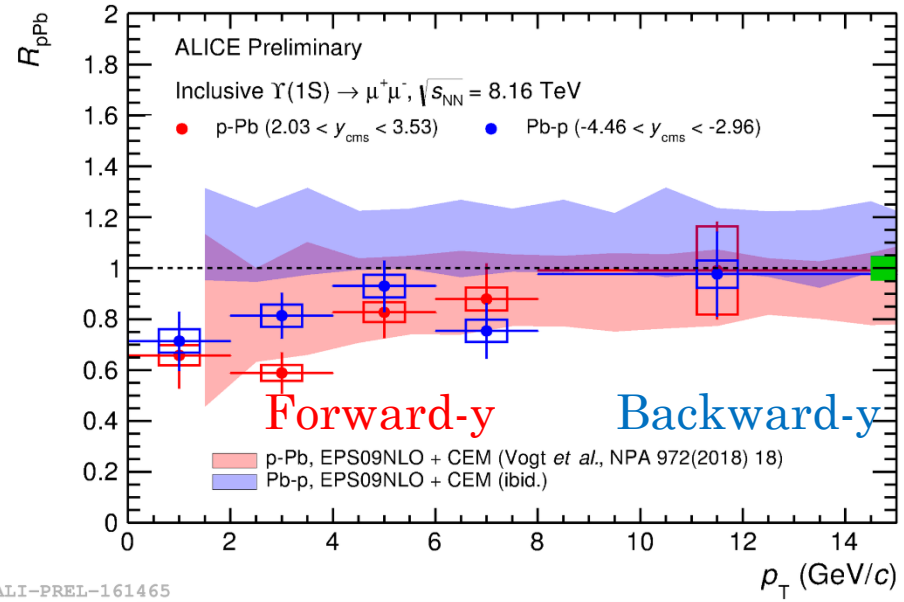 R_pPb
2
1.8
1.6
1.4
1.2
1
0.8
0.6
0.4
0.2
0
ALICE Preliminary
Inclusive ϒ(1S) → μ⁺μ⁻, √s_NN = 8.16 TeV
p-Pb (2.03 < y_cms < 3.53)
Pb-p (-4.46 < y_cms < -2.96)
Forward-y
Backward-y
p-Pb, EPS09NLO + CEM (Vogt et al., NPA 972(2018) 18)
Pb-p, EPS09NLO + CEM (ibid.)
0 2 4 6 8 10 12 14
p_T (GeV/c)
ALI-PREL-161465